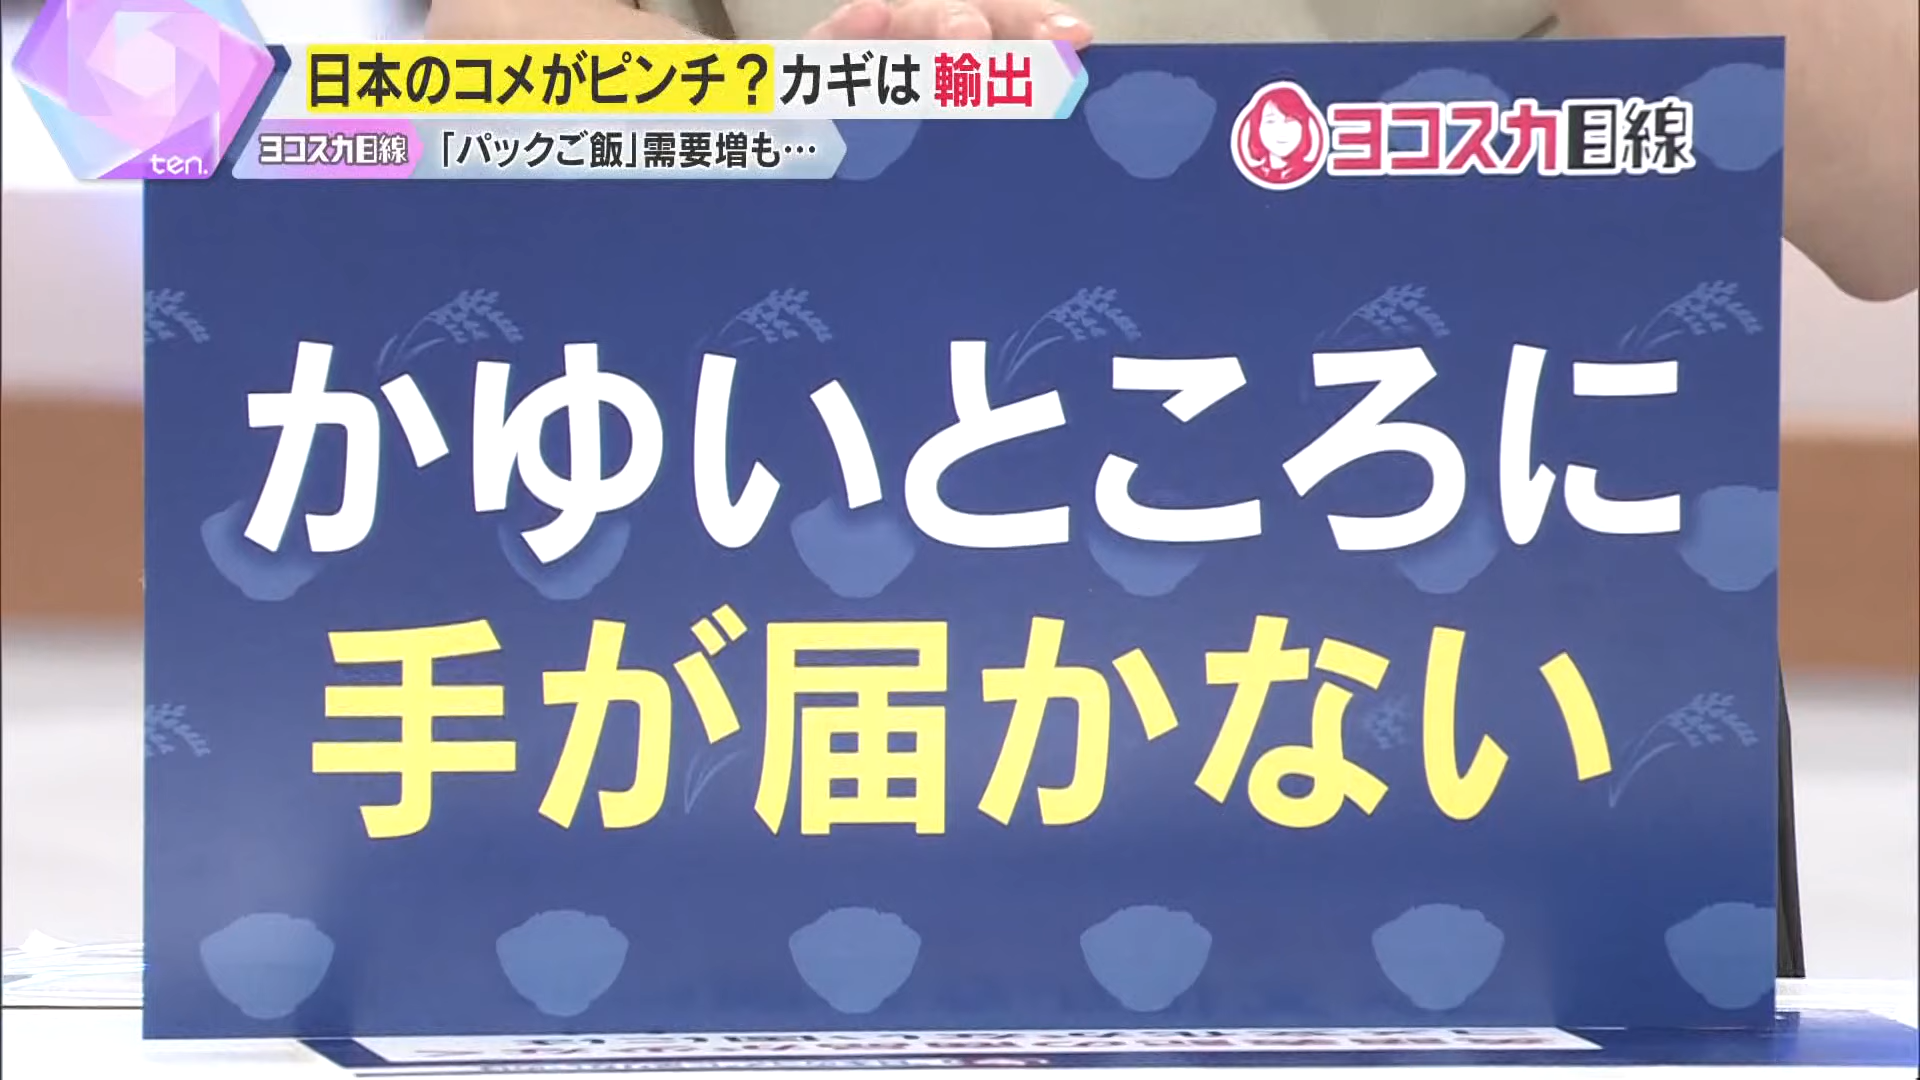 日本のコメがピンチ？カギは 輸出
ten.
ヨコスカ目線
「パックご飯」需要増も…
ヨコスカ目線
かゆいところに
手が届かない